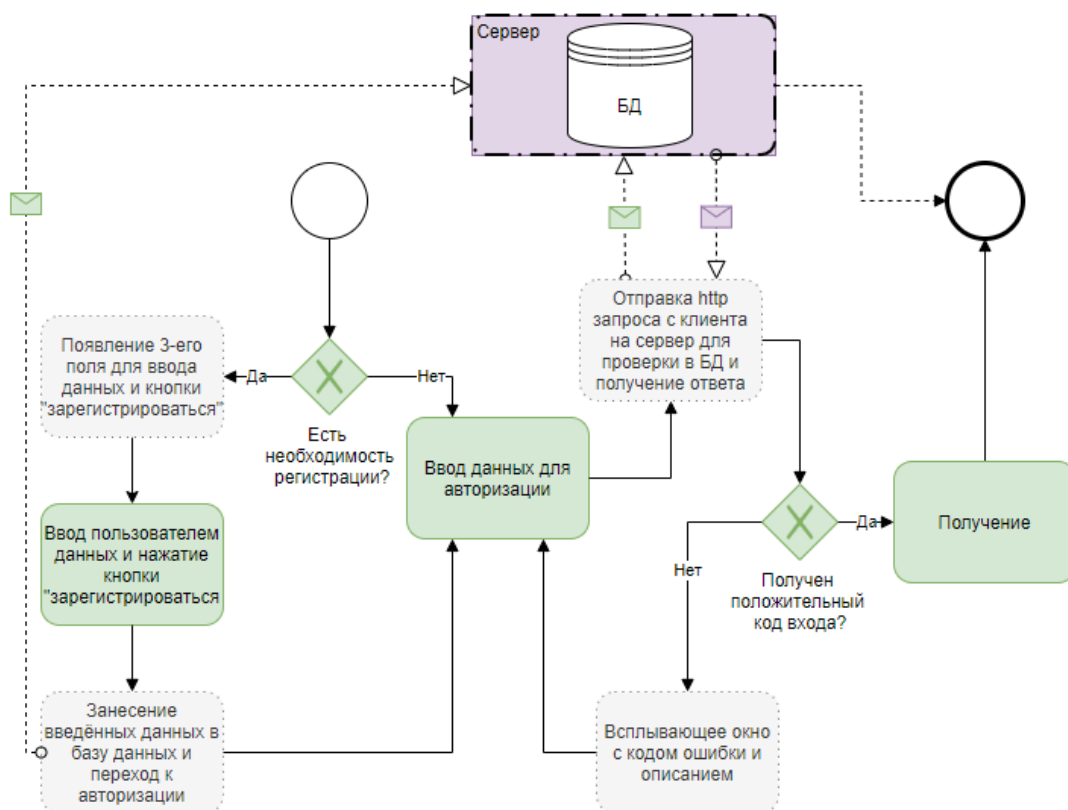 Сервер
БД
Появление 3-его
поля для ввода
данных и кнопки
"зарегистрироваться"
Да
Нет
Есть
необходимость
регистрации?
Отправка http
запроса с клиента
на сервер для
проверки в БД и
получение ответа
Ввод данных для
авторизации
Ввод пользователем
данных и нажатие
кнопки
"зарегистрироваться
Нет
Да
Получен
положительный
код входа?
Получение
Занесение
введённых данных в
базу данных и
переход к
авторизации
Всплывающее окно
с кодом ошибки и
описанием